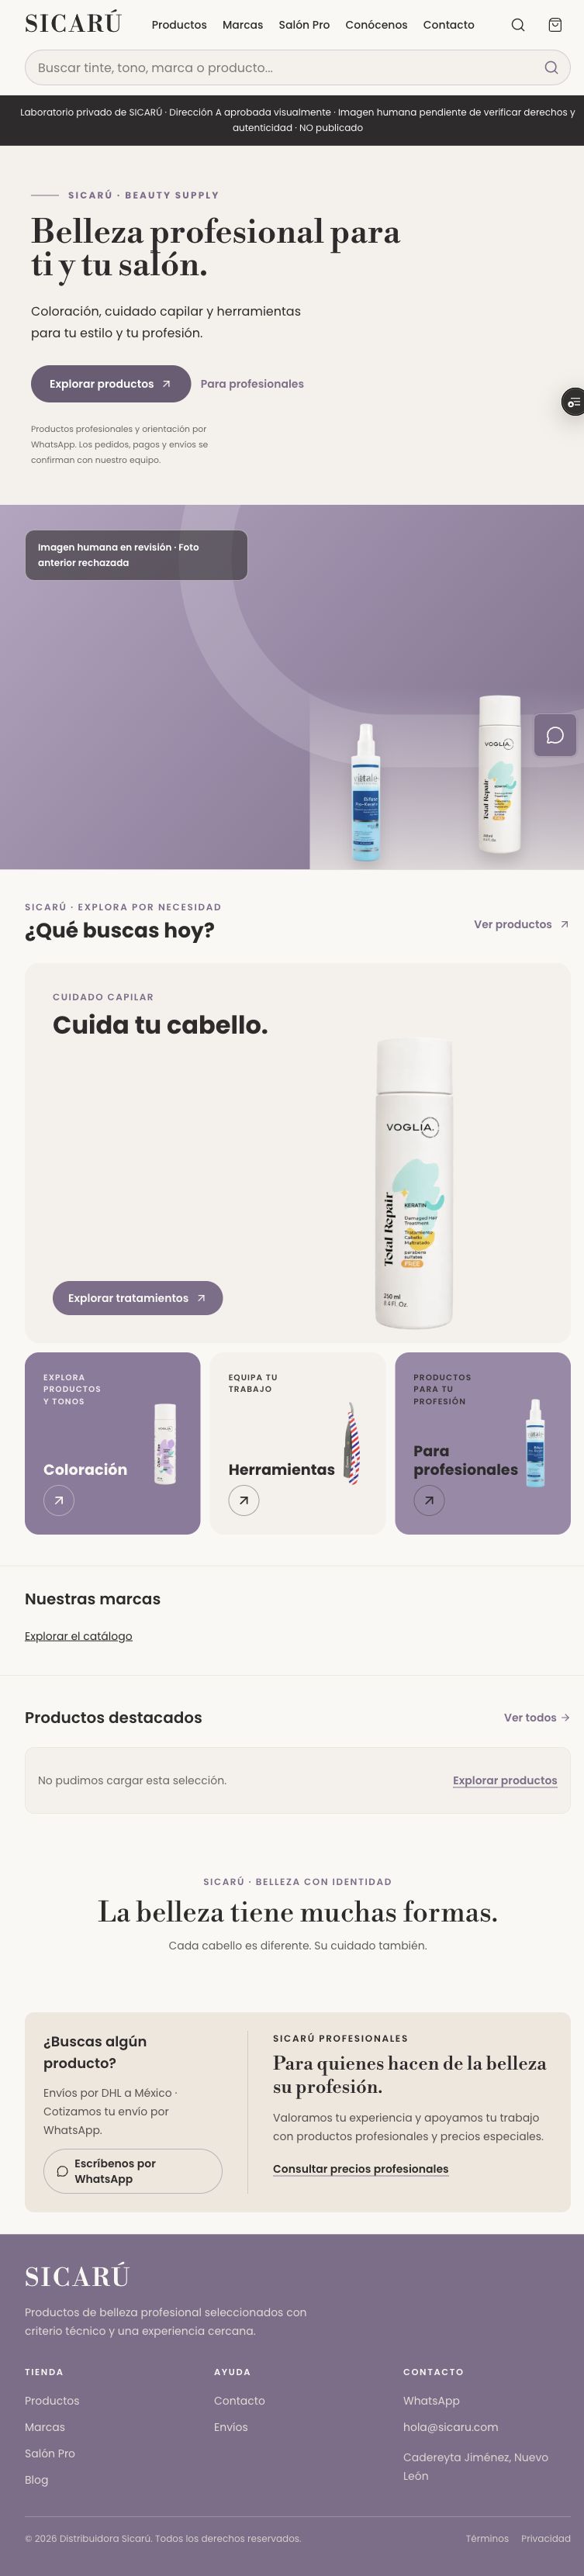 SICARÚ
Productos
Marcas
Salón Pro
Conócenos
Contacto
Buscar tinte, tono, marca o producto...
Laboratorio privado de SICARÚ · Dirección A aprobada visualmente · Imagen humana pendiente de verificar derechos y
autenticidad · NO publicado
SICARÚ · BEAUTY SUPPLY
Belleza profesional para
ti y tu salón.
Coloración, cuidado capilar y herramientas
para tu estilo y tu profesión.
Explorar productos
Para profesionales
Productos profesionales y orientación por
WhatsApp. Los pedidos, pagos y envíos se
confirman con nuestro equipo.
Imagen humana en revisión · Foto
anterior rechazada
VOGLIA.
Total Repair
SICARÚ · EXPLORA POR NECESIDAD
¿Qué buscas hoy?
Ver productos
CUIDADO CAPILAR
Cuida tu cabello.
VOGLIA.
Total Repair
KERATIN
Damaged Hair
Treatment
Tratamiento
Cabello
Maltratado
parabens
sulfates
FREE
250 ml
8.4 Fl. Oz.
Explorar tratamientos
EXPLORA
PRODUCTOS
Y TONOS
Coloración
EQUIPA TU
TRABAJO
Herramientas
PRODUCTOS
PARA TU
PROFESIÓN
Para
profesionales
Nuestras marcas
Explorar el catálogo
Productos destacados
Ver todos
No pudimos cargar esta selección.
Explorar productos
SICARÚ · BELLEZA CON IDENTIDAD
La belleza tiene muchas formas.
Cada cabello es diferente. Su cuidado también.
¿Buscas algún
producto?
Envíos por DHL a México ·
Cotizamos tu envío por
WhatsApp.
Escríbenos por
WhatsApp
SICARÚ PROFESIONALES
Para quienes hacen de la belleza
su profesión.
Valoramos tu experiencia y apoyamos tu trabajo
con productos profesionales y precios especiales.
Consultar precios profesionales
SICARÚ
Productos de belleza profesional seleccionados con
criterio técnico y una experiencia cercana.
TIENDA
Productos
Marcas
Salón Pro
Blog
AYUDA
Contacto
Envíos
CONTACTO
WhatsApp
hola@sicaru.com
Cadereyta Jiménez, Nuevo
León
© 2026 Distribuidora Sicarú. Todos los derechos reservados.
Términos
Privacidad